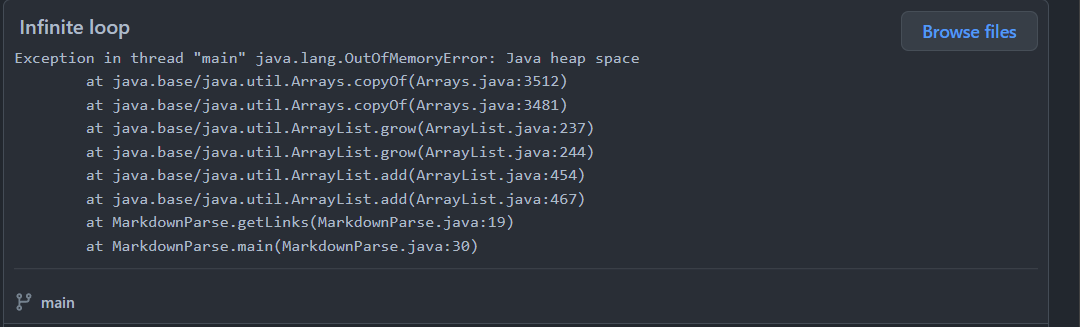 Infinite loop
Browse files
Exception in thread "main" java.lang.OutOfMemoryError: Java heap space
at java.base/java.util.Arrays.copyOf(Arrays.java:3512)
at java.base/java.util.Arrays.copyOf(Arrays.java:3481)
at java.base/java.util.ArrayList.grow(ArrayList.java:237)
at java.base/java.util.ArrayList.grow(ArrayList.java:244)
at java.base/java.util.ArrayList.add(ArrayList.java:454)
at java.base/java.util.ArrayList.add(ArrayList.java:467)
at MarkdownParse.getLinks(MarkdownParse.java:19)
at MarkdownParse.main(MarkdownParse.java:30)
main